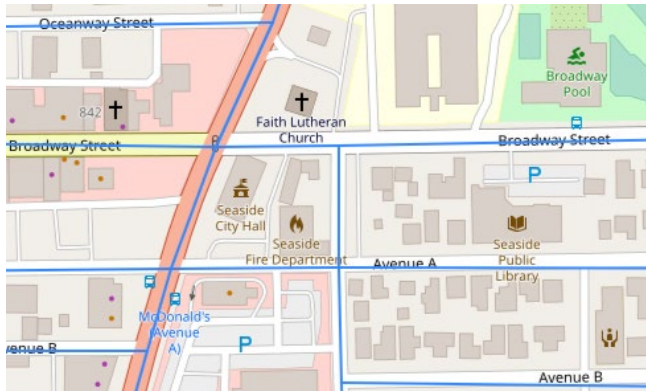 Oceanway Street
Broadway
Pool
842
Faith Lutheran
Church
Broadway Street
Broadway Street
P
Seaside
City Hall
Seaside
Fire Department
Seaside
Public
Library
Avenue A
McDonald's
(Avenue
A)
P
venue B
Avenue B